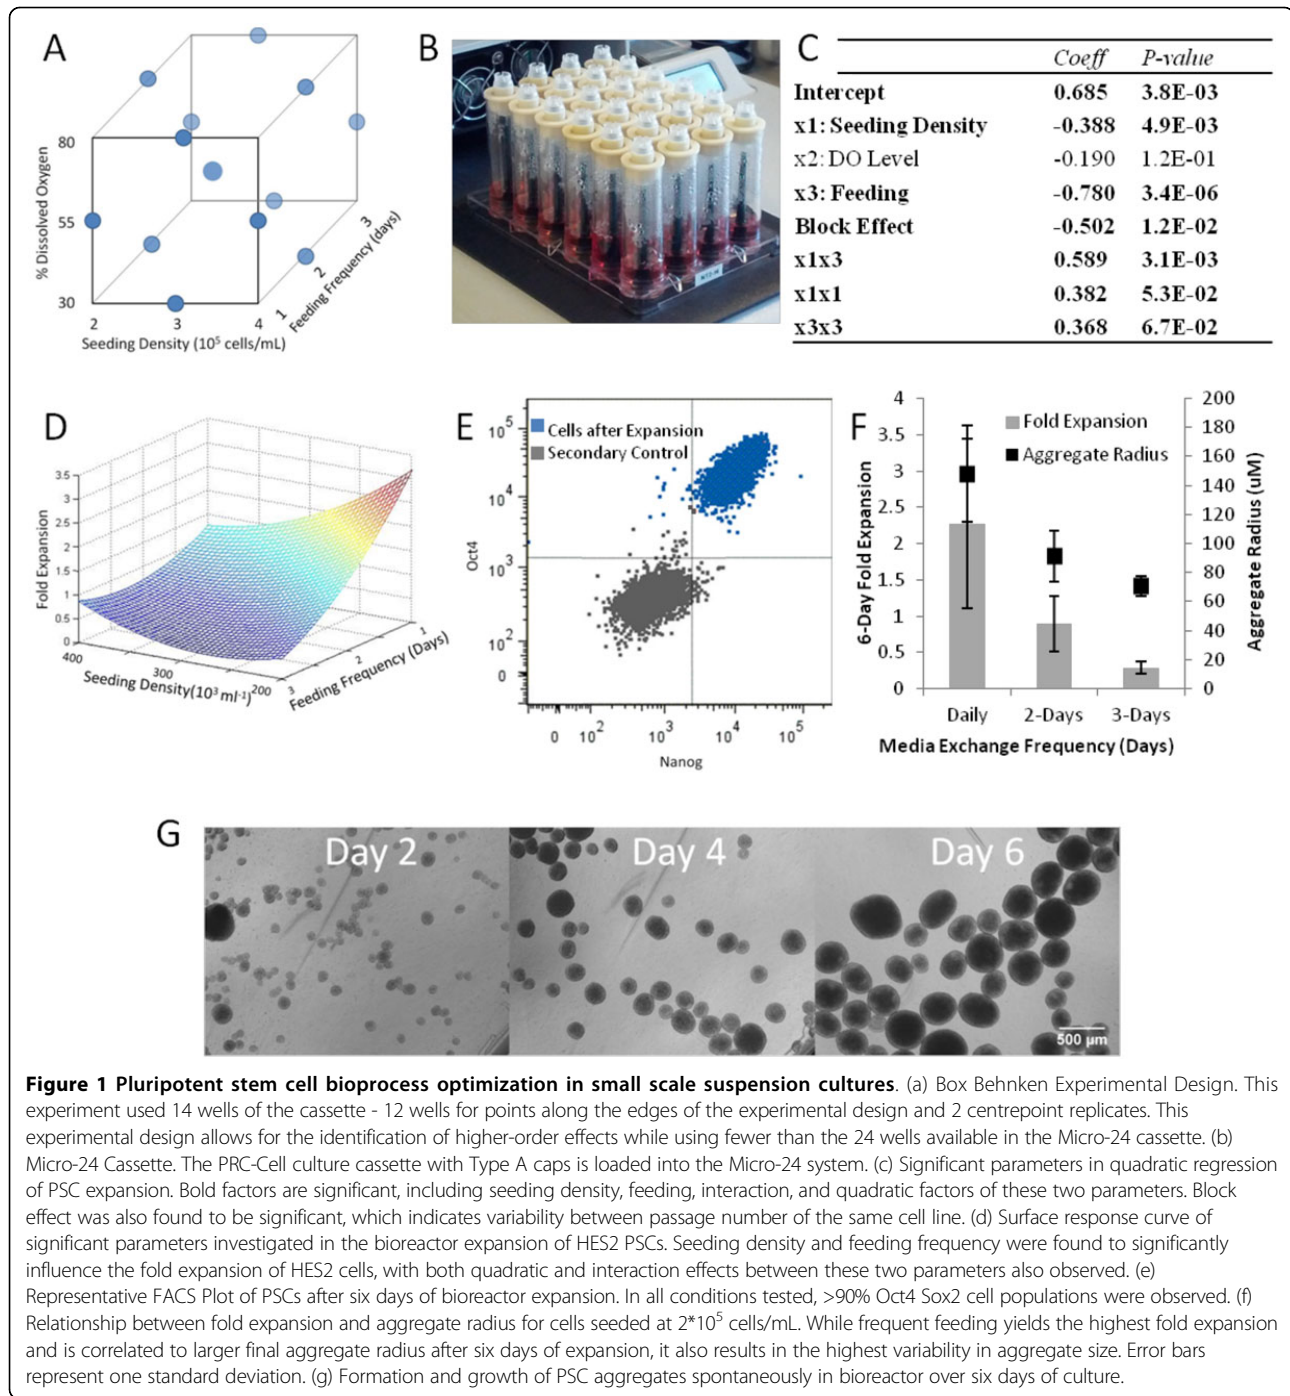 A
80
55
30
% Dissolved Oxygen
2
3
4
Seeding Density (10⁵ cells/mL)
1
2
3
Feeding Frequency (days)
B
C
Coeff P-value
Intercept 0.685 3.8E-03
x1: Seeding Density -0.388 4.9E-03
x2: DO Level -0.190 1.2E-01
x3: Feeding -0.780 3.4E-06
Block Effect -0.502 1.2E-02
x1x3 0.589 3.1E-03
x1x1 0.382 5.3E-02
x3x3 0.368 6.7E-02
D
3.5
3
2.5
2
1.5
1
0.5
0
Fold Expansion
400
300
200
Seeding Density(10³ ml⁻¹)
3
2
1
Feeding Frequency (Days)
E
Cells after Expansion
Secondary Control
10⁵
10⁴
10³
10²
0
Oct4
0 10² 10³ 10⁴ 10⁵
Nanog
F
Fold Expansion
Aggregate Radius
4
3.5
3
2.5
2
1.5
1
0.5
0
6-Day Fold Expansion
200
180
160
140
120
100
80
60
40
20
0
Aggregate Radius (uM)
Daily 2-Days 3-Days
Media Exchange Frequency (Days)
G
Day 2
Day 4
Day 6
500 µm
Figure 1 Pluripotent stem cell bioprocess optimization in small scale suspension cultures. (a) Box Behnken Experimental Design. This
experiment used 14 wells of the cassette - 12 wells for points along the edges of the experimental design and 2 centrepoint replicates. This
experimental design allows for the identification of higher-order effects while using fewer than the 24 wells available in the Micro-24 cassette. (b)
Micro-24 Cassette. The PRC-Cell culture cassette with Type A caps is loaded into the Micro-24 system. (c) Significant parameters in quadratic regression
of PSC expansion. Bold factors are significant, including seeding density, feeding, interaction, and quadratic factors of these two parameters. Block
effect was also found to be significant, which indicates variability between passage number of the same cell line. (d) Surface response curve of
significant parameters investigated in the bioreactor expansion of HES2 PSCs. Seeding density and feeding frequency were found to significantly
influence the fold expansion of HES2 cells, with both quadratic and interaction effects between these two parameters also observed. (e)
Representative FACS Plot of PSCs after six days of bioreactor expansion. In all conditions tested, >90% Oct4 Sox2 cell populations were observed. (f)
Relationship between fold expansion and aggregate radius for cells seeded at 2*10⁵ cells/mL. While frequent feeding yields the highest fold expansion
and is correlated to larger final aggregate radius after six days of expansion, it also results in the highest variability in aggregate size. Error bars
represent one standard deviation. (g) Formation and growth of PSC aggregates spontaneously in bioreactor over six days of culture.